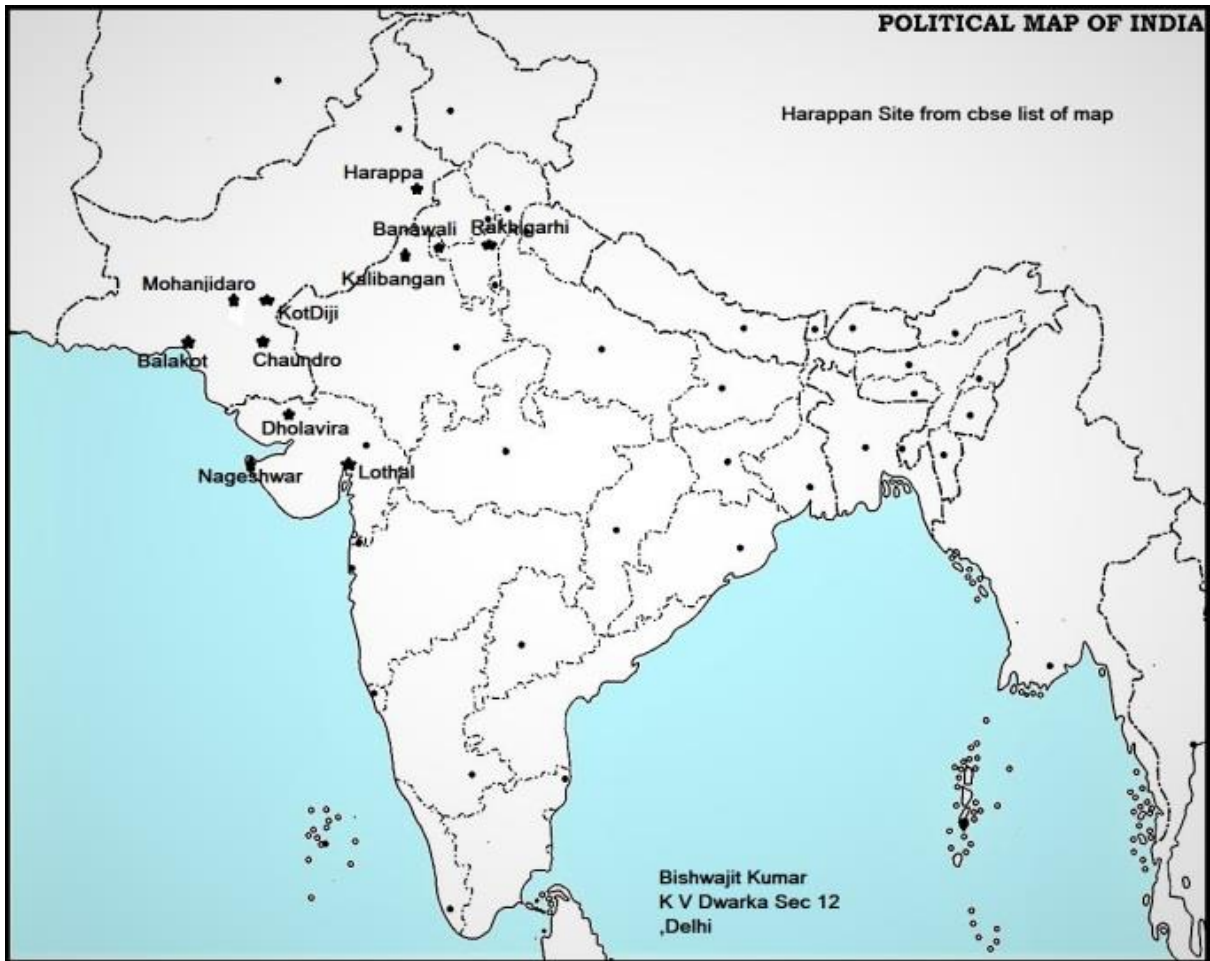 POLITICAL MAP OF INDIA
Harappan Site from cbse list of map
Harappa
Banawali
Rakhigarhi
Kalibangan
Mohanjidaro
KotDiji
Balakot
Chaundro
Dholavira
Nageshwar
Lothal
Bishwajit Kumar
K V Dwarka Sec 12
,Delhi